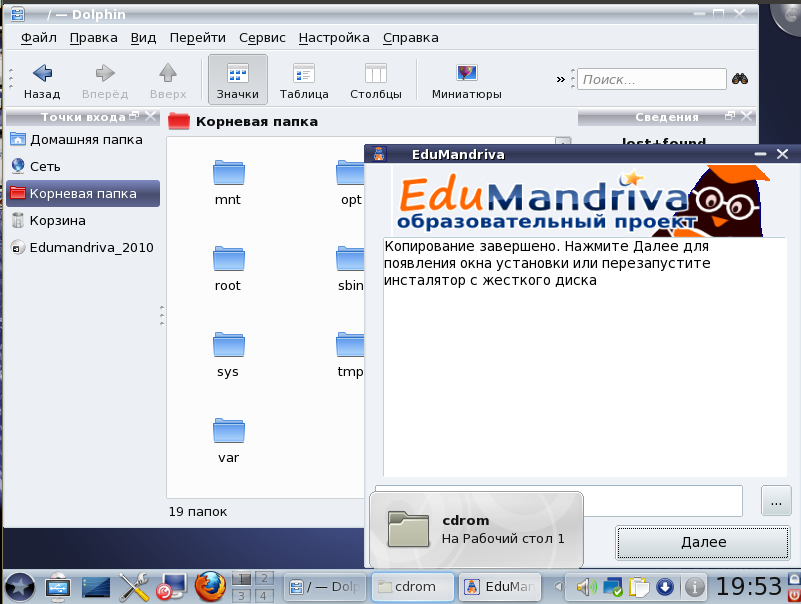 / — Dolphin
Файл Правка Вид Перейти Сервис Настройка Справка
Назад Вперёд Вверх Значки Таблица Столбцы Миниатюры » Поиск...
Точки входа
Домашняя папка
Сеть
Корневая папка
Корзина
Edumandriva_2010
Корневая папка
mnt opt
root sbin
sys tmp
var
19 папок
Сведения
lost+found
EduMandriva
EduMandriva
образовательный проект
Копирование завершено. Нажмите Далее для
появления окна установки или перезапустите
инсталятор с жесткого диска
...
Далее
cdrom
На Рабочий стол 1
1 2
3 4
/ — Dolp
cdrom
EduMan
19:53